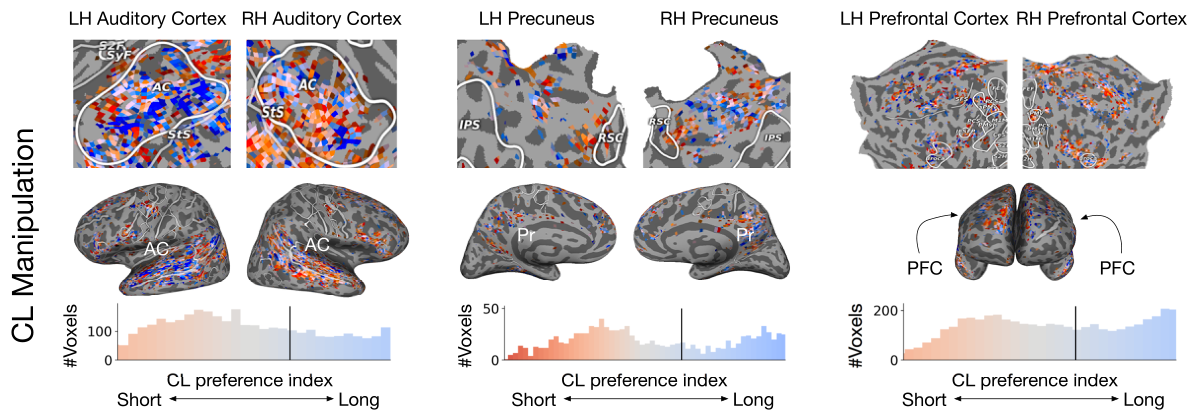 LH Auditory Cortex RH Auditory Cortex
LH Precuneus RH Precuneus
LH Prefrontal Cortex RH Prefrontal Cortex
CL Manipulation
SyF
AC
StS
AC
StS
IPS
RSC
RSC
IPS
AC
AC
Pr
Pr
PFC
PFC
#Voxels
100
0
CL preference index
Short Long
#Voxels
50
0
CL preference index
Short Long
#Voxels
200
0
CL preference index
Short Long